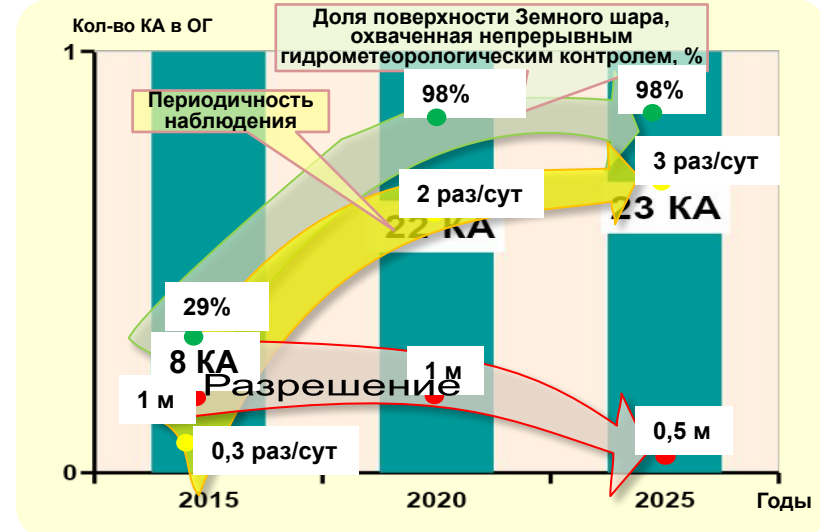 Кол-во КА в ОГ
Доля поверхности Земного шара,
охваченная непрерывным
гидрометеорологическим контролем, %
1
Периодичность
наблюдения
98%
98%
3 раз/сут
2 раз/сут
23 КА
22 КА
29%
8 КА
1 м
Разрешение
1 м
0,5 м
0,3 раз/сут
0
2015
2020
2025
Годы